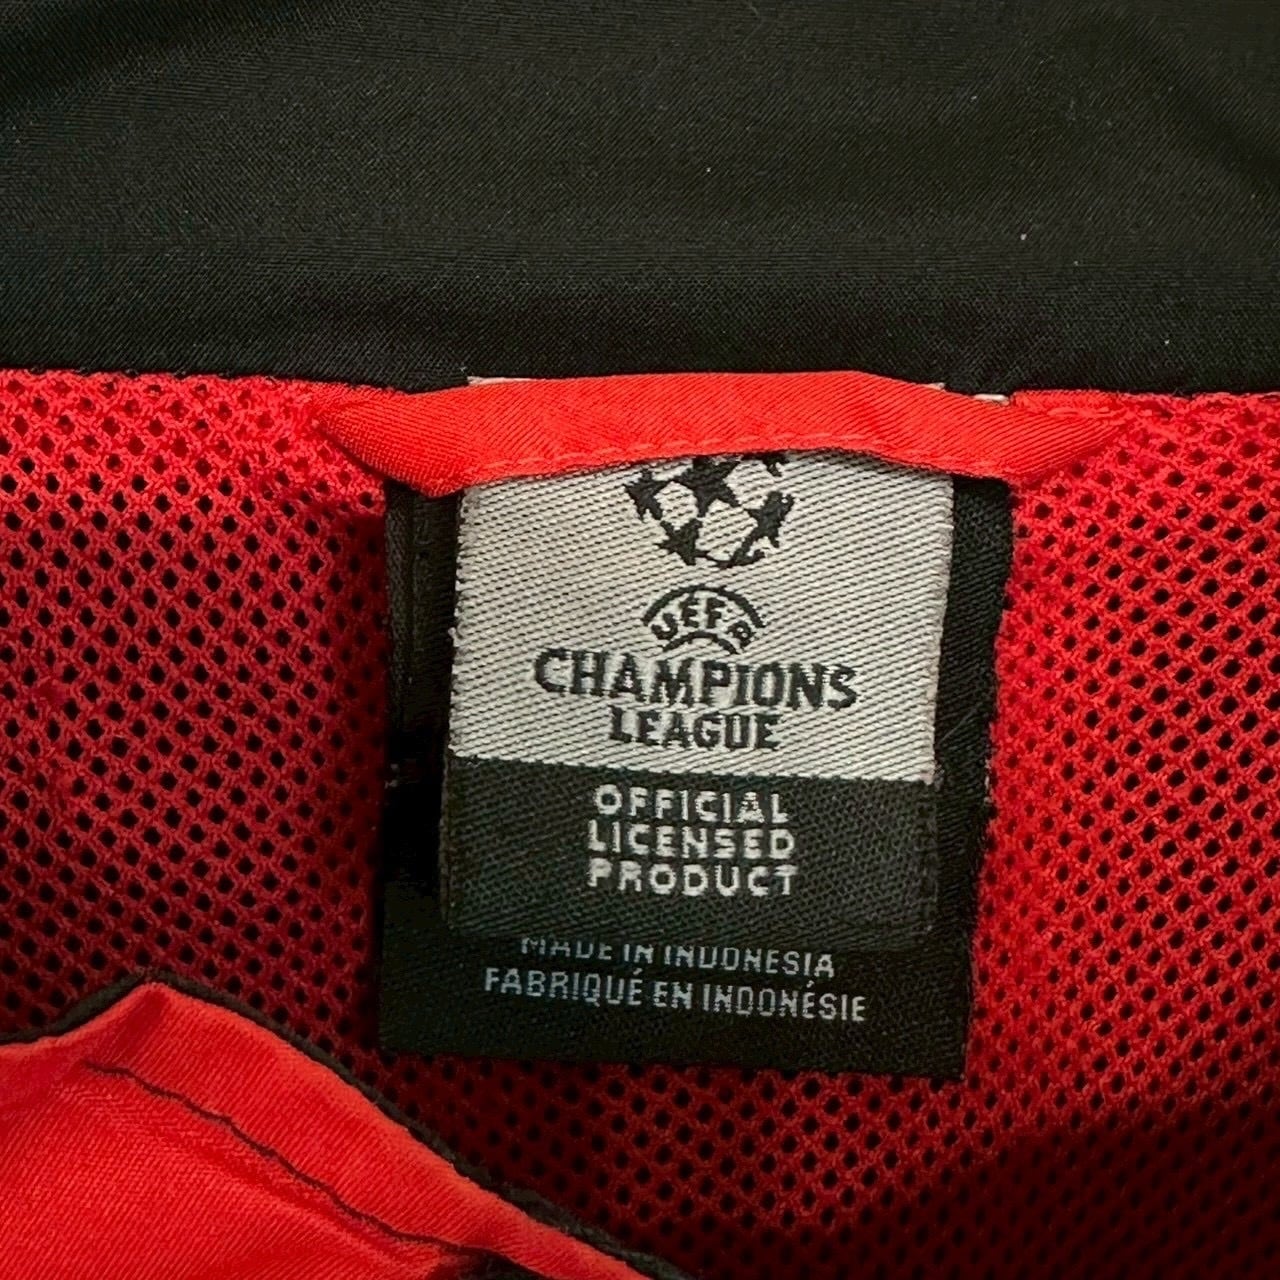 UEFA
CHAMPIONS
LEAGUE
OFFICIAL
LICENSED
PRODUCT
MADE IN INDONESIA
FABRIQUÉ EN INDONÉSIE